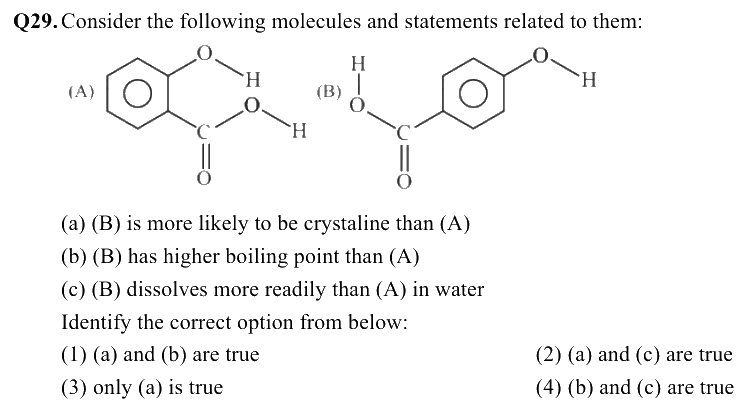 Q29. Consider the following molecules and statements related to them:
(A) O H C O H O (B) H O C O O H
(a) (B) is more likely to be crystaline than (A)
(b) (B) has higher boiling point than (A)
(c) (B) dissolves more readily than (A) in water
Identify the correct option from below:
(1) (a) and (b) are true (2) (a) and (c) are true
(3) only (a) is true (4) (b) and (c) are true